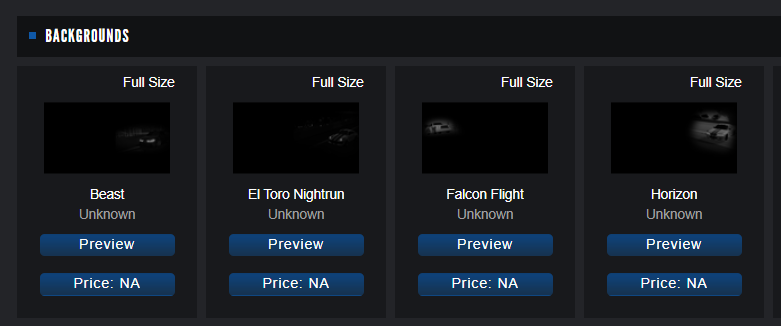 BACKGROUNDS
Full Size
Beast
Unknown
Preview
Price: NA
Full Size
El Toro Nightrun
Unknown
Preview
Price: NA
Full Size
Falcon Flight
Unknown
Preview
Price: NA
Full Size
Horizon
Unknown
Preview
Price: NA